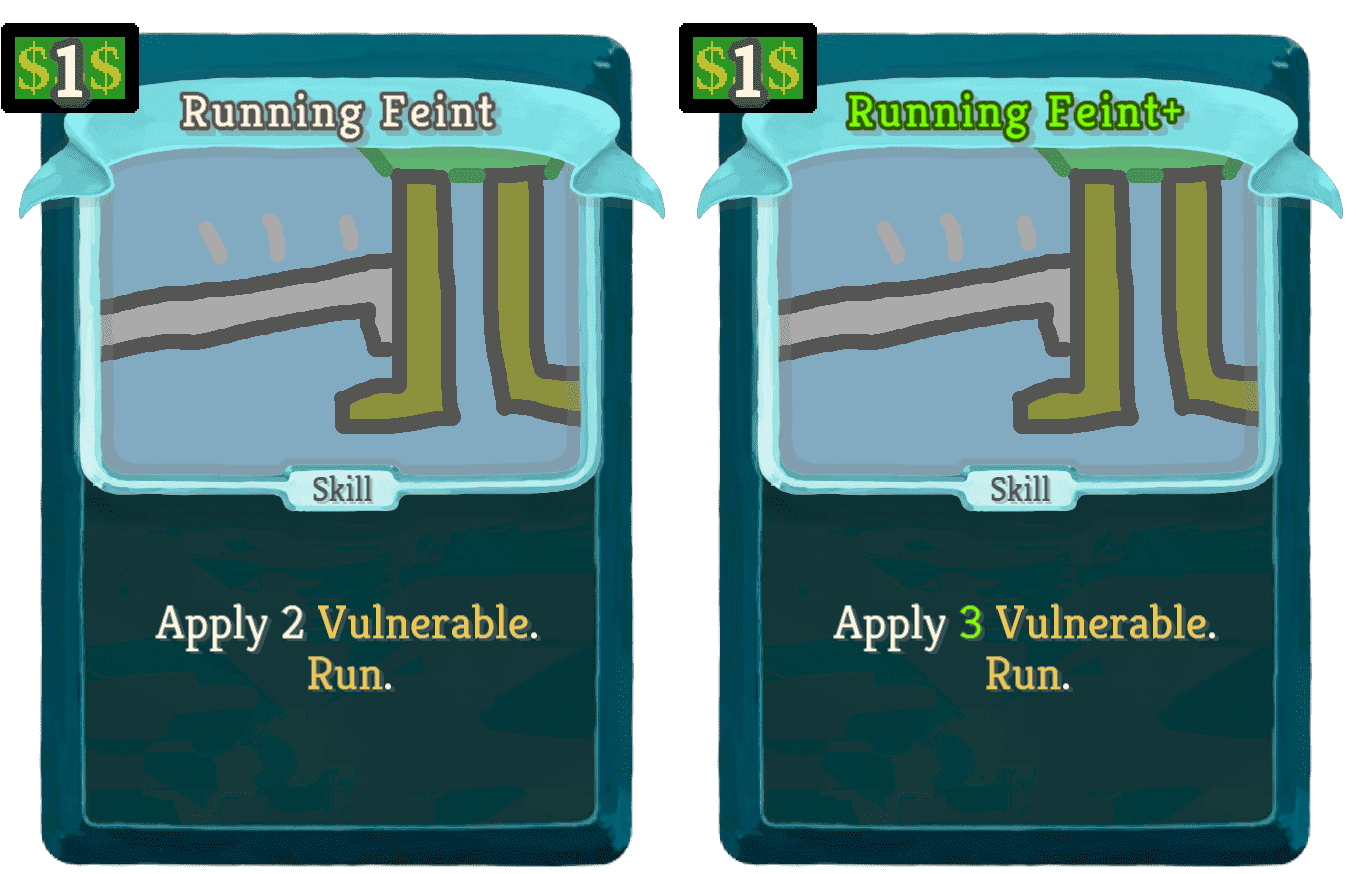 $1$
Running Feint
Skill
Apply 2 Vulnerable.
Run.
$1$
Running Feint+
Skill
Apply 3 Vulnerable.
Run.